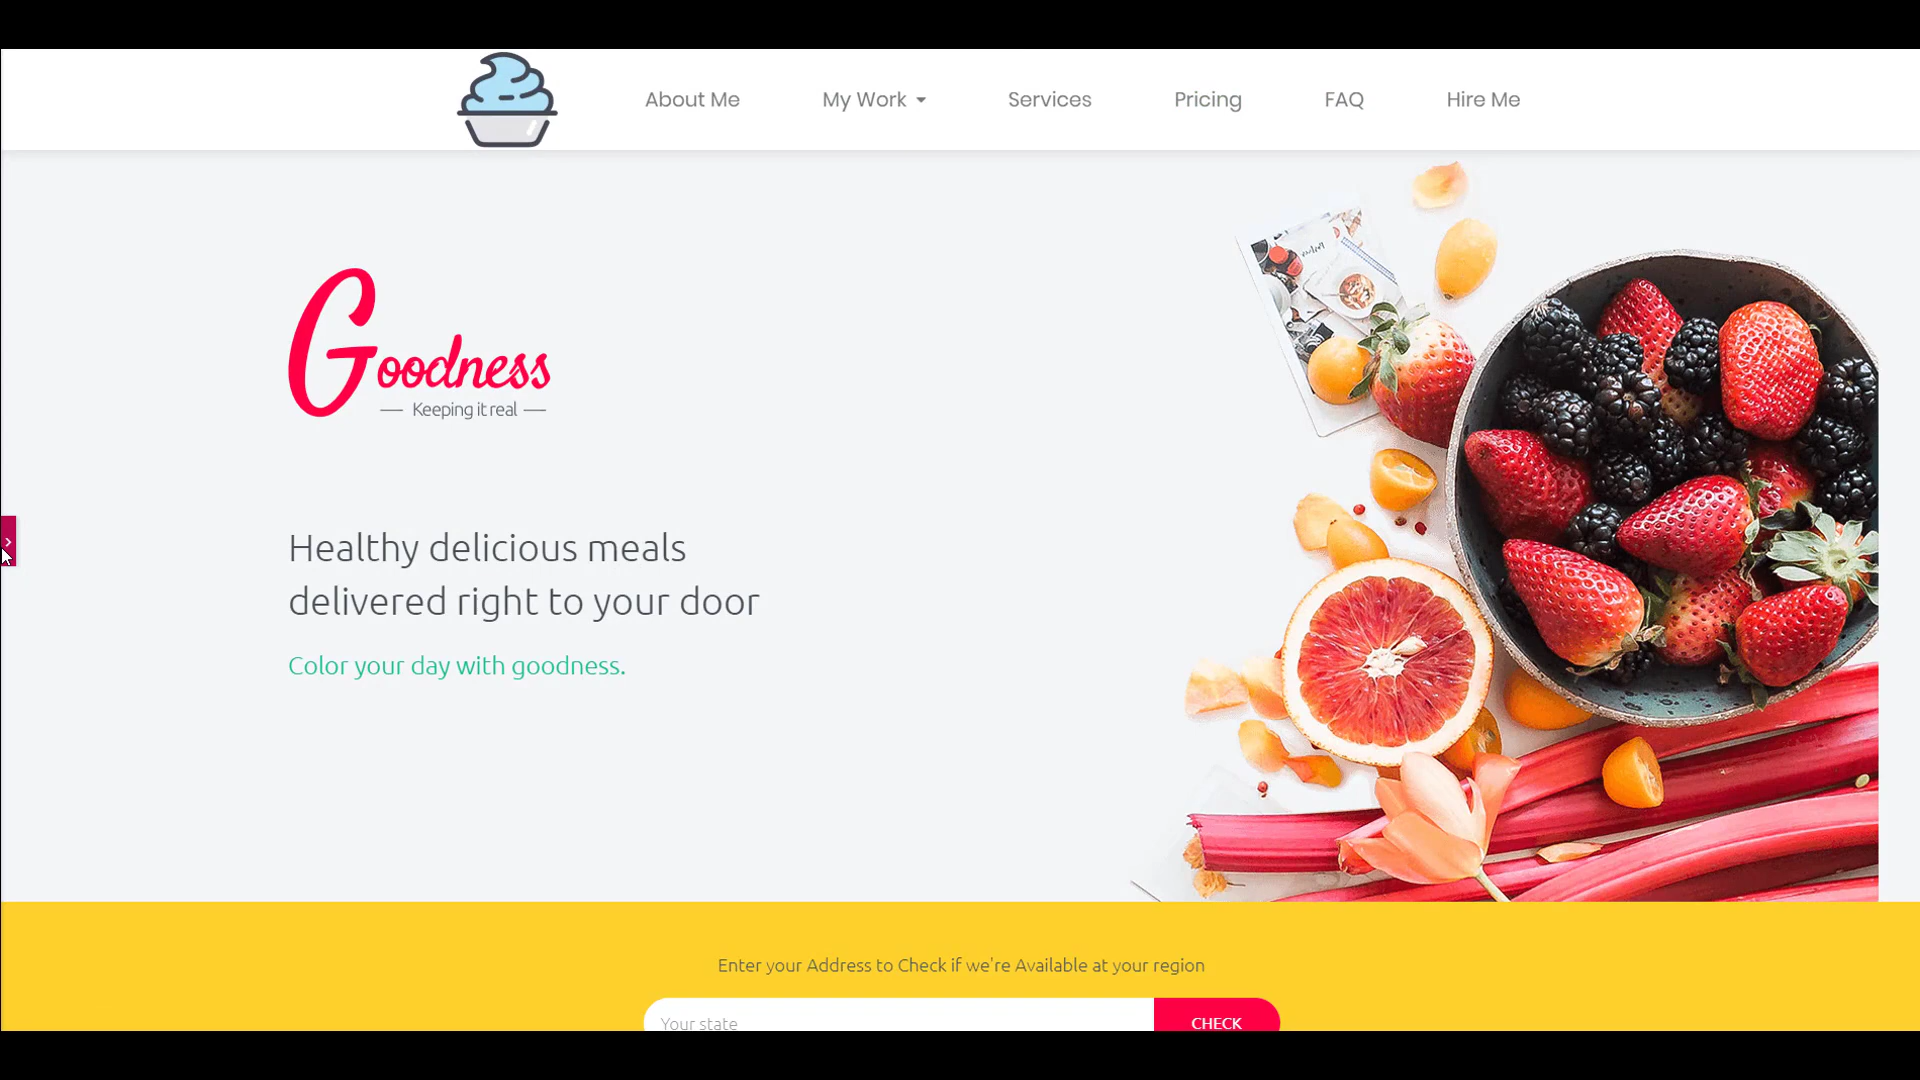 About Me
My Work
Services
Pricing
FAQ
Hire Me
Goodness
Keeping it real
Healthy delicious meals
delivered right to your door
Color your day with goodness.
Enter your Address to Check if we're Available at your region
Your state
CHECK